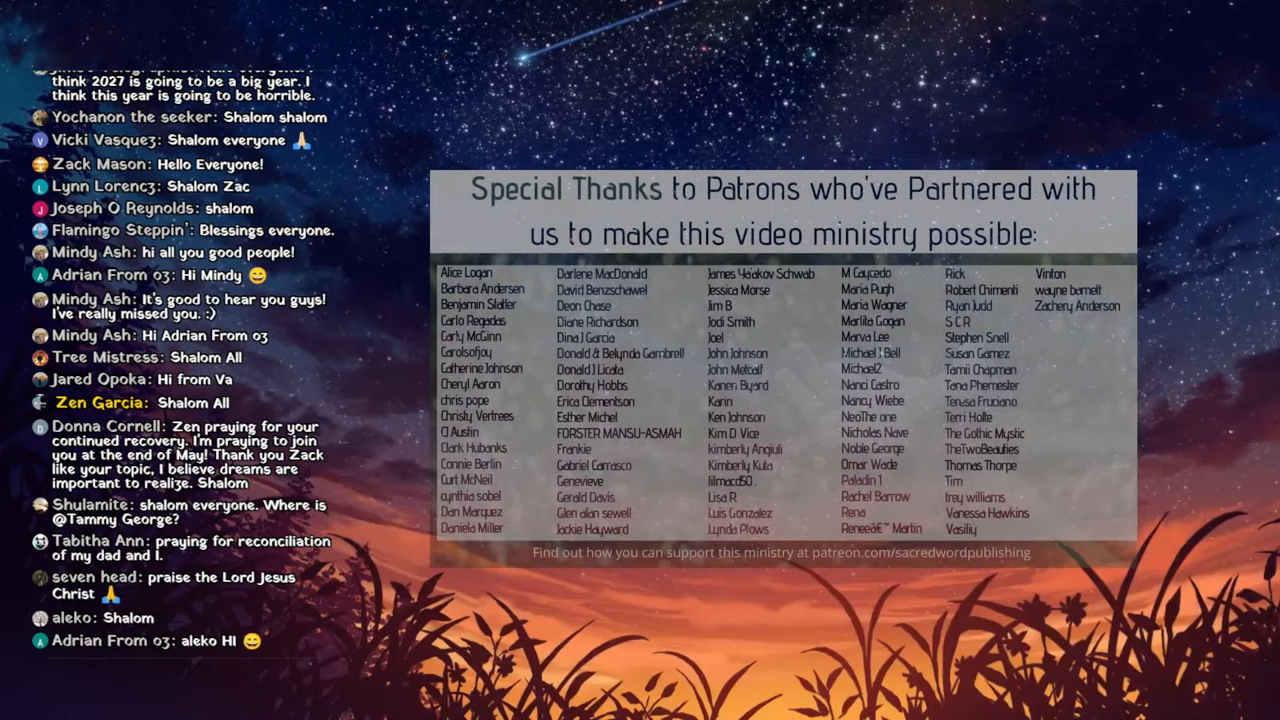 think 2027 is going to be a big year. I
think this year is going to be horrible.
Yochanon the seeker: Shalom shalom
V Vicki Vasquez: Shalom everyone 🙏🏻
Zack Mason: Hello Everyone!
L Lynn Lorencz: Shalom Zac
J Joseph O Reynolds: shalom
Flamingo Steppin': Blessings everyone.
Mindy Ash: hi all you good people!
A Adrian From 03: Hi Mindy 😄
Mindy Ash: It's good to hear you guys!
I've really missed you. :)
Mindy Ash: Hi Adrian From 03
Tree Mistress: Shalom All
Jared Opoka: Hi from Va
Zen Garcia: Shalom All
D Donna Cornell: Zen praying for your
continued recovery. I'm praying to join
you at the end of May! Thank you Zack
like your topic, I believe dreams are
important to realize. Shalom
Shulamite: shalom everyone. Where is
@Tammy George?
Tabitha Ann: praying for reconciliation
of my dad and I.
seven head: praise the Lord Jesus
Christ 🙏
aleko: Shalom
A Adrian From 03: aleko HI 😄
Special Thanks to Patrons who've Partnered with
us to make this video ministry possible:
Alice Logan
Barbara Andersen
Benjamin Slatler
Carlo Regadas
Carly McGinn
Carolsofjoy
Catherine Johnson
Cheryl Aaron
chris pope
Christy Vertrees
CJ Austin
Clark Hubanks
Connie Berlin
Curt McNeil
cynthia sobel
Dan Marquez
Daniela Miller
Darlene MacDonald
David Benzschawel
Deon Chase
Diane Richardson
Dina J Garcia
Donald & Belynda Gambrell
Donald J Licata
Dorothy Hobbs
Erica Clementson
Esther Michel
FORSTER MANSU-ASMAH
Frankie
Gabriel Carrasco
Genevieve
Gerald Davis
Glen alan sewell
Jackie Hayward
James Ya'akov Schwab
Jessica Morse
Jim B
Jodi Smith
Joel
John Johnson
John Metcalf
Karen Byard
Karin
Ken Johnson
Kim D Vice
kimberly Angiuli
Kimberly Kuta
lilmacd50
Lisa R
Luis Gonzalez
Lynda Plows
M Caycedo
Maria Pugh
Maria Wagner
Marlita Gogan
Marva Lee
Michael J Bell
Michael2
Nanci Castro
Nancy Wiebe
NeoThe one
Nicholas Nave
Noble George
Omar Wade
Paladin 1
Rachel Barrow
Rena
Reneeâ€™ Martin
Rick
Robert Chimenti
Ryan Judd
S C R
Stephen Snell
Susan Gamez
Tamii Chapman
Tana Phemester
Teresa Fruciano
Terri Holte
The Gothic Mystic
TheTwoBeauties
Thomas Thorpe
Tim
trey williams
Vanessa Hawkins
Vasiliy
Vinton
wayne barnett
Zachery Anderson
Find out how you can support this ministry at patreon.com/sacredwordpublishing